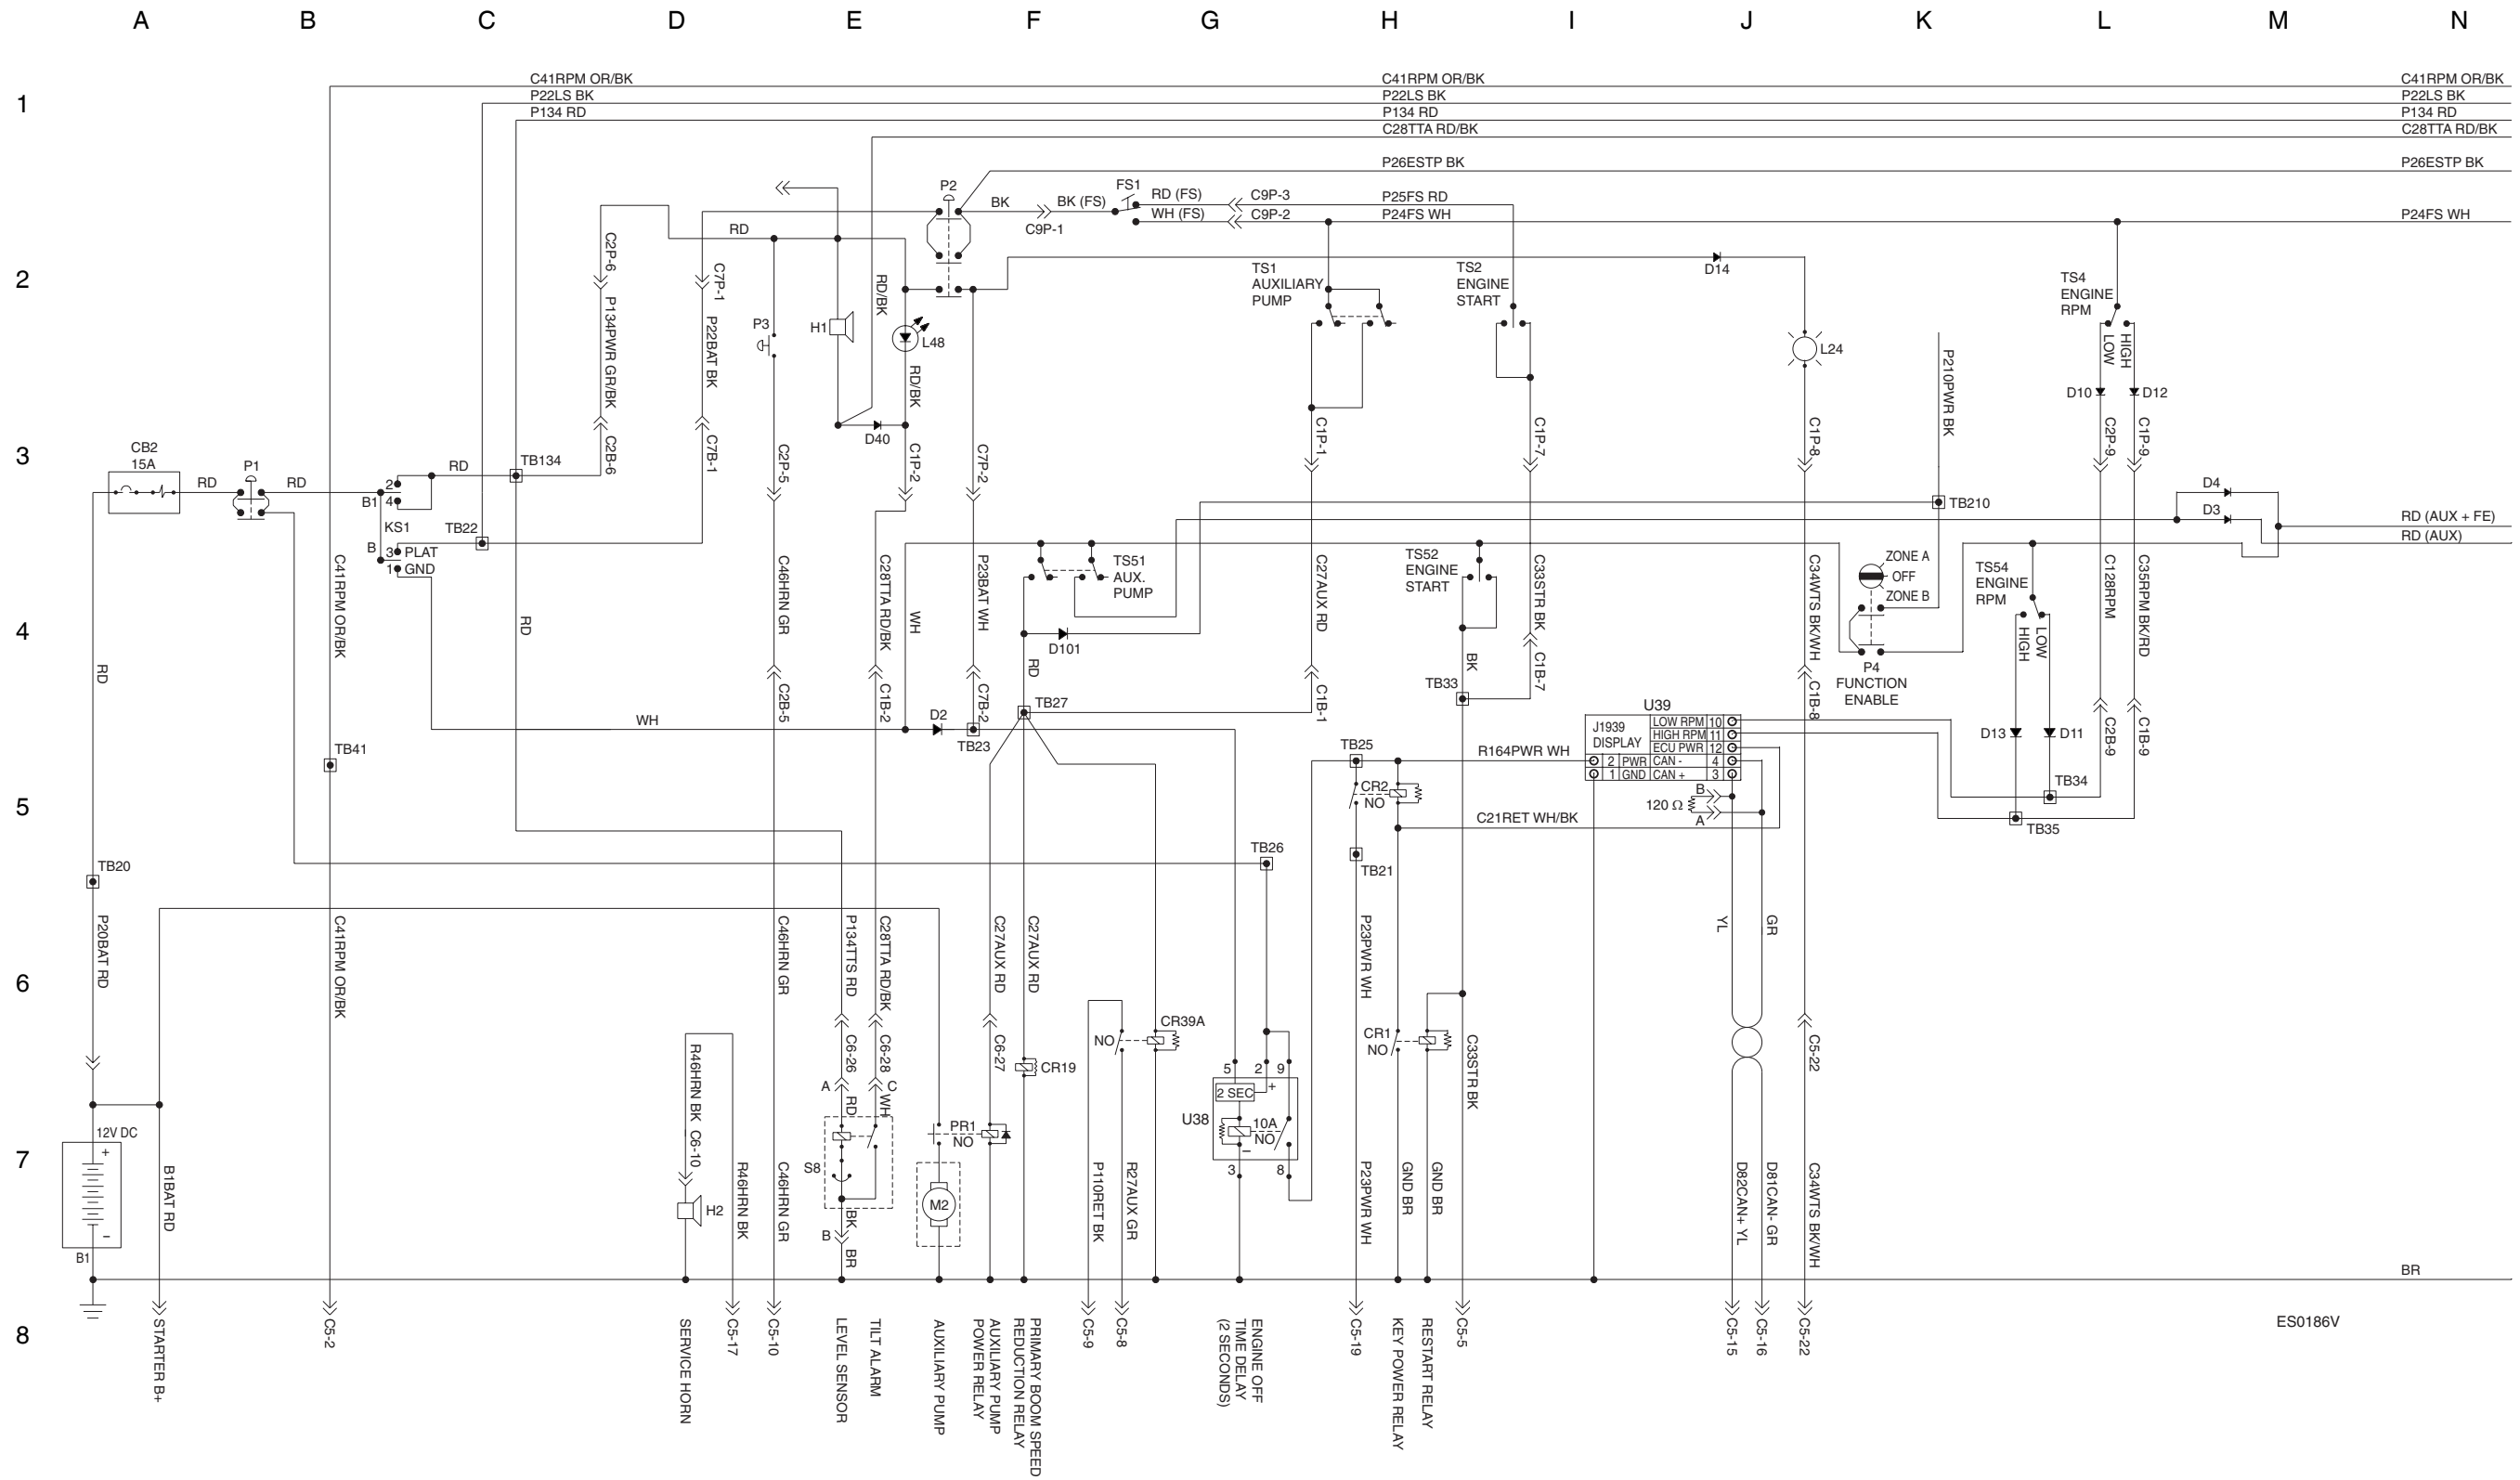 A B C D E F G H I J K L M N
1
2
3
4
5
6
7
8
C41RPM OR/BK C41RPM OR/BK C41RPM OR/BK
P22LS BK P22LS BK P22LS BK
P134 RD P134 RD P134 RD
C28TTA RD/BK C28TTA RD/BK
P26ESTP BK P26ESTP BK
P2
BK
C9P-1
BK (FS)
FS1
RD (FS)
WH (FS)
C9P-3
C9P-2
P25FS RD
P24FS WH
P24FS WH
RD
C2P-6
P134PWR GR/BK
C2B-6
C7P-1
P22BAT BK
C7B-1
P3
H1
RD/BK
L48
RD/BK
D40
C2P-5
C1P-2
C7P-2
TS1
AUXILIARY
PUMP
TS2
ENGINE
START
D14
L24
TS4
ENGINE
RPM
LOW
HIGH
D10
D12
P210PWR BK
C1P-1
C1P-7
C1P-8
C2P-9
C1P-9
CB2
15A
RD
P1
RD
2
B1 4
KS1
B 3 PLAT
1 GND
RD
TB134
TB22
TB210
D4
D3
RD (AUX + FE)
RD (AUX)
C41RPM OR/BK
RD
RD
C46HRN GR
C28TTA RD/BK
WH
P23BAT WH
TS51
AUX.
PUMP
D101
RD
C27AUX RD
TS52
ENGINE
START
C33STR BK
BK
C34WTS BK/WH
ZONE A
OFF
ZONE B
P4
FUNCTION
ENABLE
TS54
ENGINE
RPM
HIGH
LOW
C128RPM
C35RPM BK/RD
C2B-5
C1B-2
C7B-2
TB27
C1B-1
TB33
C1B-7
C1B-8
WH
D2
TB23
TB41
U39
J1939
DISPLAY
LOW RPM 10
HIGH RPM 11
ECU PWR 12
2 PWR CAN - 4
1 GND CAN + 3
D13
D11
C2B-9
C1B-9
TB34
TB35
TB25
R164PWR WH
CR2
NO
C21RET WH/BK
120 Ω
B
A
TB20
TB26
TB21
P20BAT RD
C41RPM OR/BK
C46HRN GR
P134TTS RD
C28TTA RD/BK
C27AUX RD
C27AUX RD
P23PWR WH
YL
GR
C6-26
C6-28
C6-27
CR39A
NO
CR19
CR1
NO
C33STR BK
C5-22
R46HRN BK C6-10
A
C
RD
WH
5 2 9
2 SEC
+
U38
10A
NO
–
3 8
12V DC
+
–
B1
B1BAT RD
H2
R46HRN BK
C46HRN GR
S8
BK
B
BR
PR1
NO
M2
P110RET BK
R27AUX GR
P23PWR WH
GND BR
GND BR
D82CAN+ YL
D81CAN- GR
C34WTS BK/WH
BR
STARTER B+
C5-2
SERVICE HORN
C5-17
C5-10
LEVEL SENSOR
TILT ALARM
AUXILIARY PUMP
AUXILIARY PUMP
POWER RELAY
PRIMARY BOOM SPEED
REDUCTION RELAY
C5-9
C5-8
ENGINE OFF
TIME DELAY
(2 SECONDS)
C5-19
KEY POWER RELAY
RESTART RELAY
C5-5
C5-15
C5-16
C5-22
ES0186V